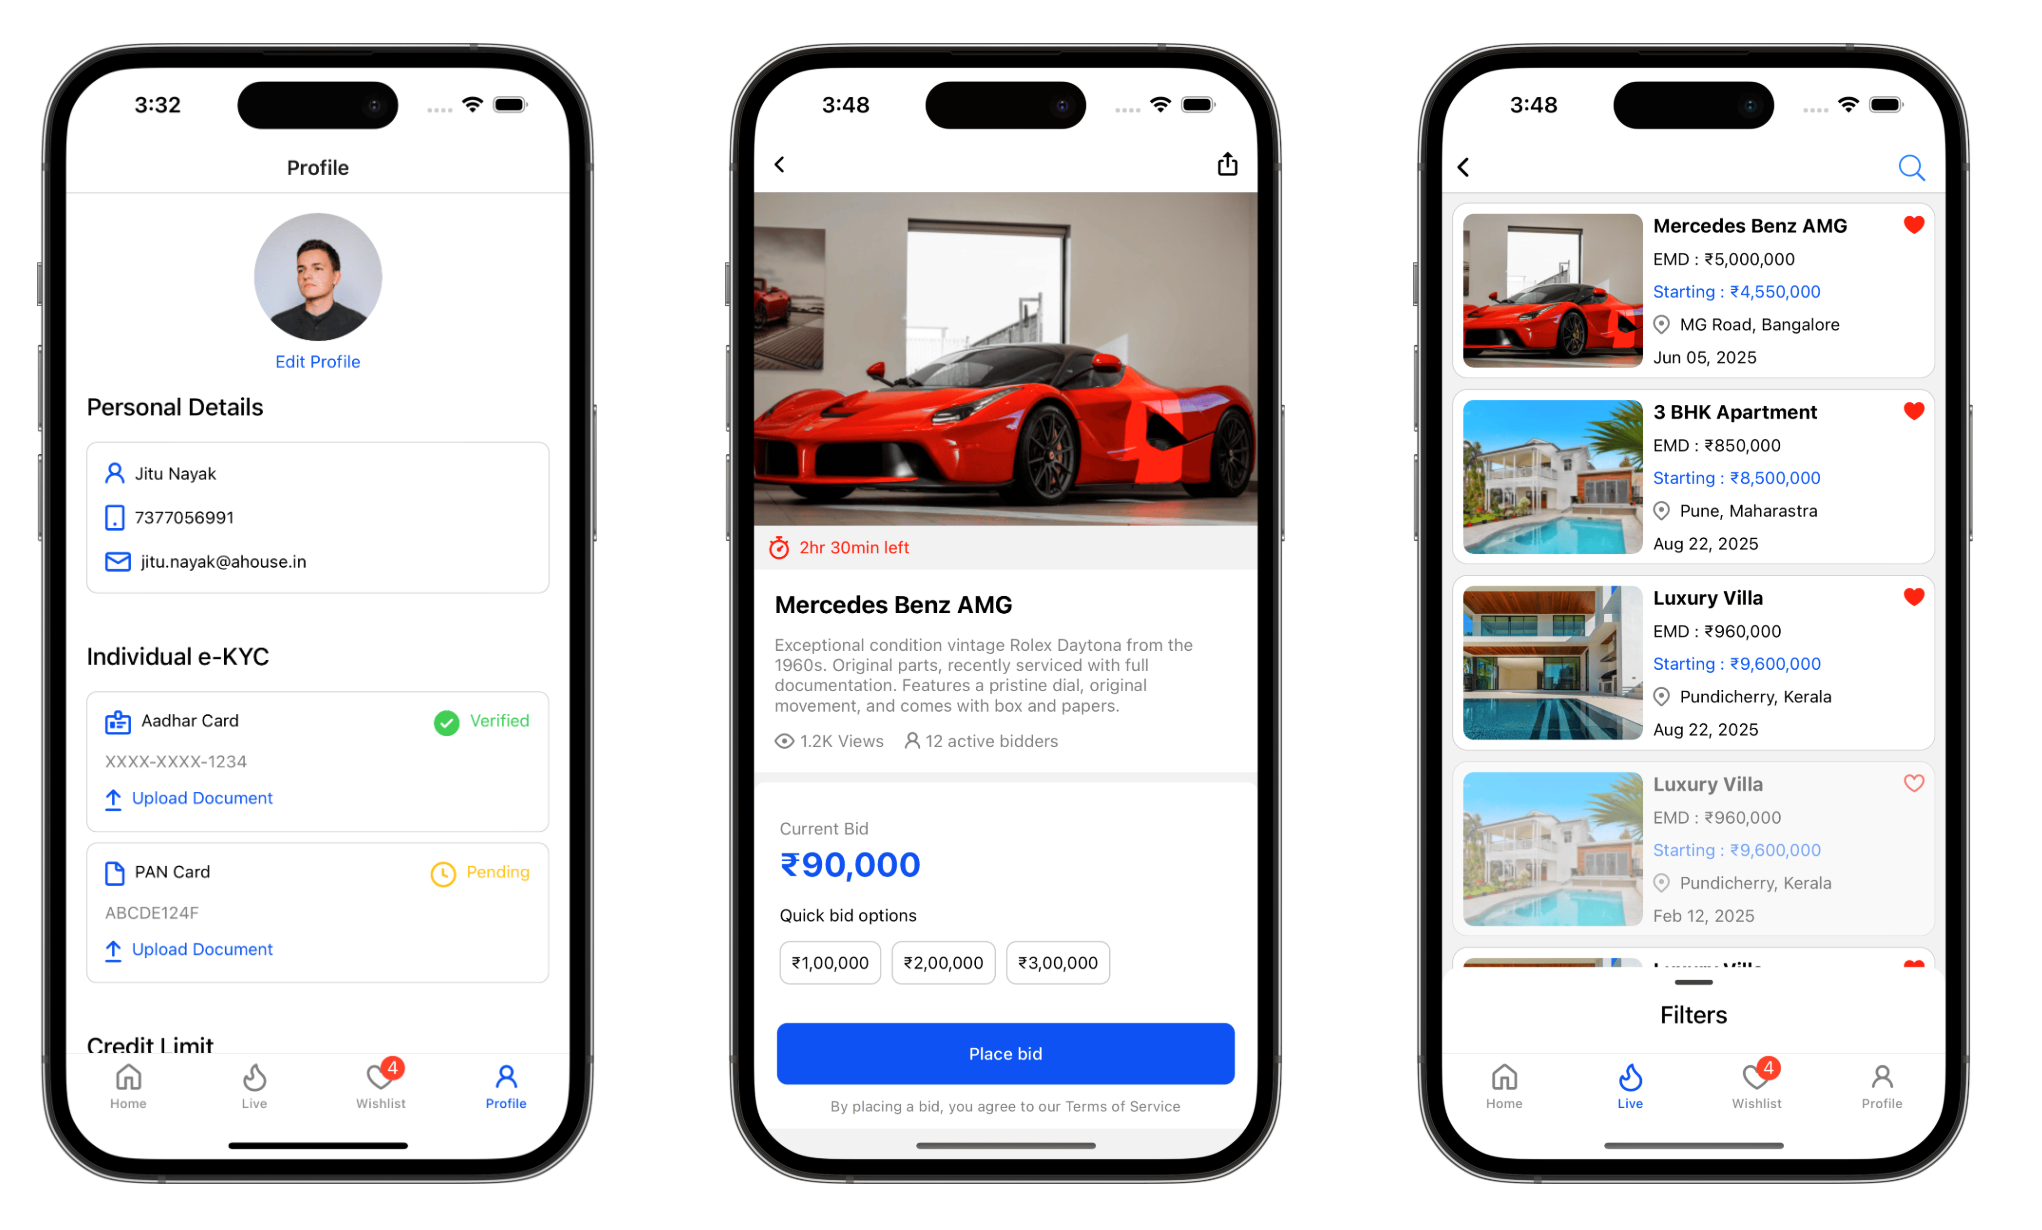 3:32
Profile
Edit Profile
Personal Details
Jitu Nayak
7377056991
jitu.nayak@ahouse.in
Individual e-KYC
Aadhar Card
Verified
XXXX-XXXX-1234
Upload Document
PAN Card
Pending
ABCDE124F
Upload Document
Credit Limit
Home
Live
4
Wishlist
Profile
3:48
2hr 30min left
Mercedes Benz AMG
Exceptional condition vintage Rolex Daytona from the
1960s. Original parts, recently serviced with full
documentation. Features a pristine dial, original
movement, and comes with box and papers.
1.2K Views
12 active bidders
Current Bid
₹90,000
Quick bid options
₹1,00,000
₹2,00,000
₹3,00,000
Place bid
By placing a bid, you agree to our Terms of Service
3:48
Mercedes Benz AMG
EMD : ₹5,000,000
Starting : ₹4,550,000
MG Road, Bangalore
Jun 05, 2025
3 BHK Apartment
EMD : ₹850,000
Starting : ₹8,500,000
Pune, Maharastra
Aug 22, 2025
Luxury Villa
EMD : ₹960,000
Starting : ₹9,600,000
Pundicherry, Kerala
Aug 22, 2025
Luxury Villa
EMD : ₹960,000
Starting : ₹9,600,000
Pundicherry, Kerala
Feb 12, 2025
Luxury Villa
Filters
Home
Live
4
Wishlist
Profile